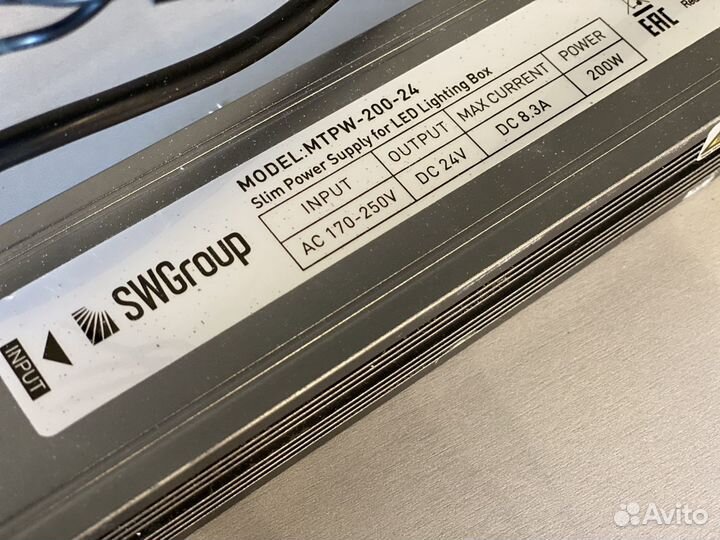 MODEL:MTPW-200-24
Slim Power Supply for LED Lighting Box
INPUT OUTPUT MAX CURRENT POWER
AC 170-250V DC 24V DC 8.3A 200W
SWGroup
INPUT
EAC
Avito